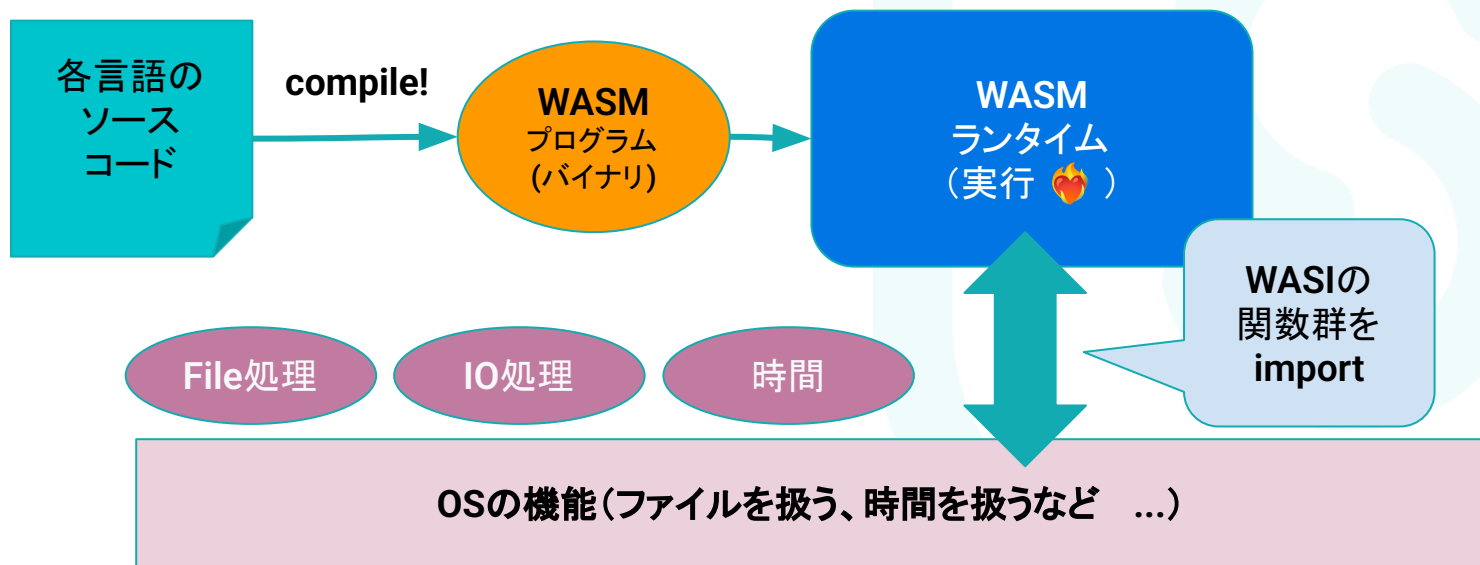 各言語の
ソース
コード
compile!
WASM
プログラム
(バイナリ)
WASM
ランタイム
（実行 ❤️‍🔥 ）
WASIの
関数群を
import
File処理
IO処理
時間
OSの機能（ファイルを扱う、時間を扱うなど　...）